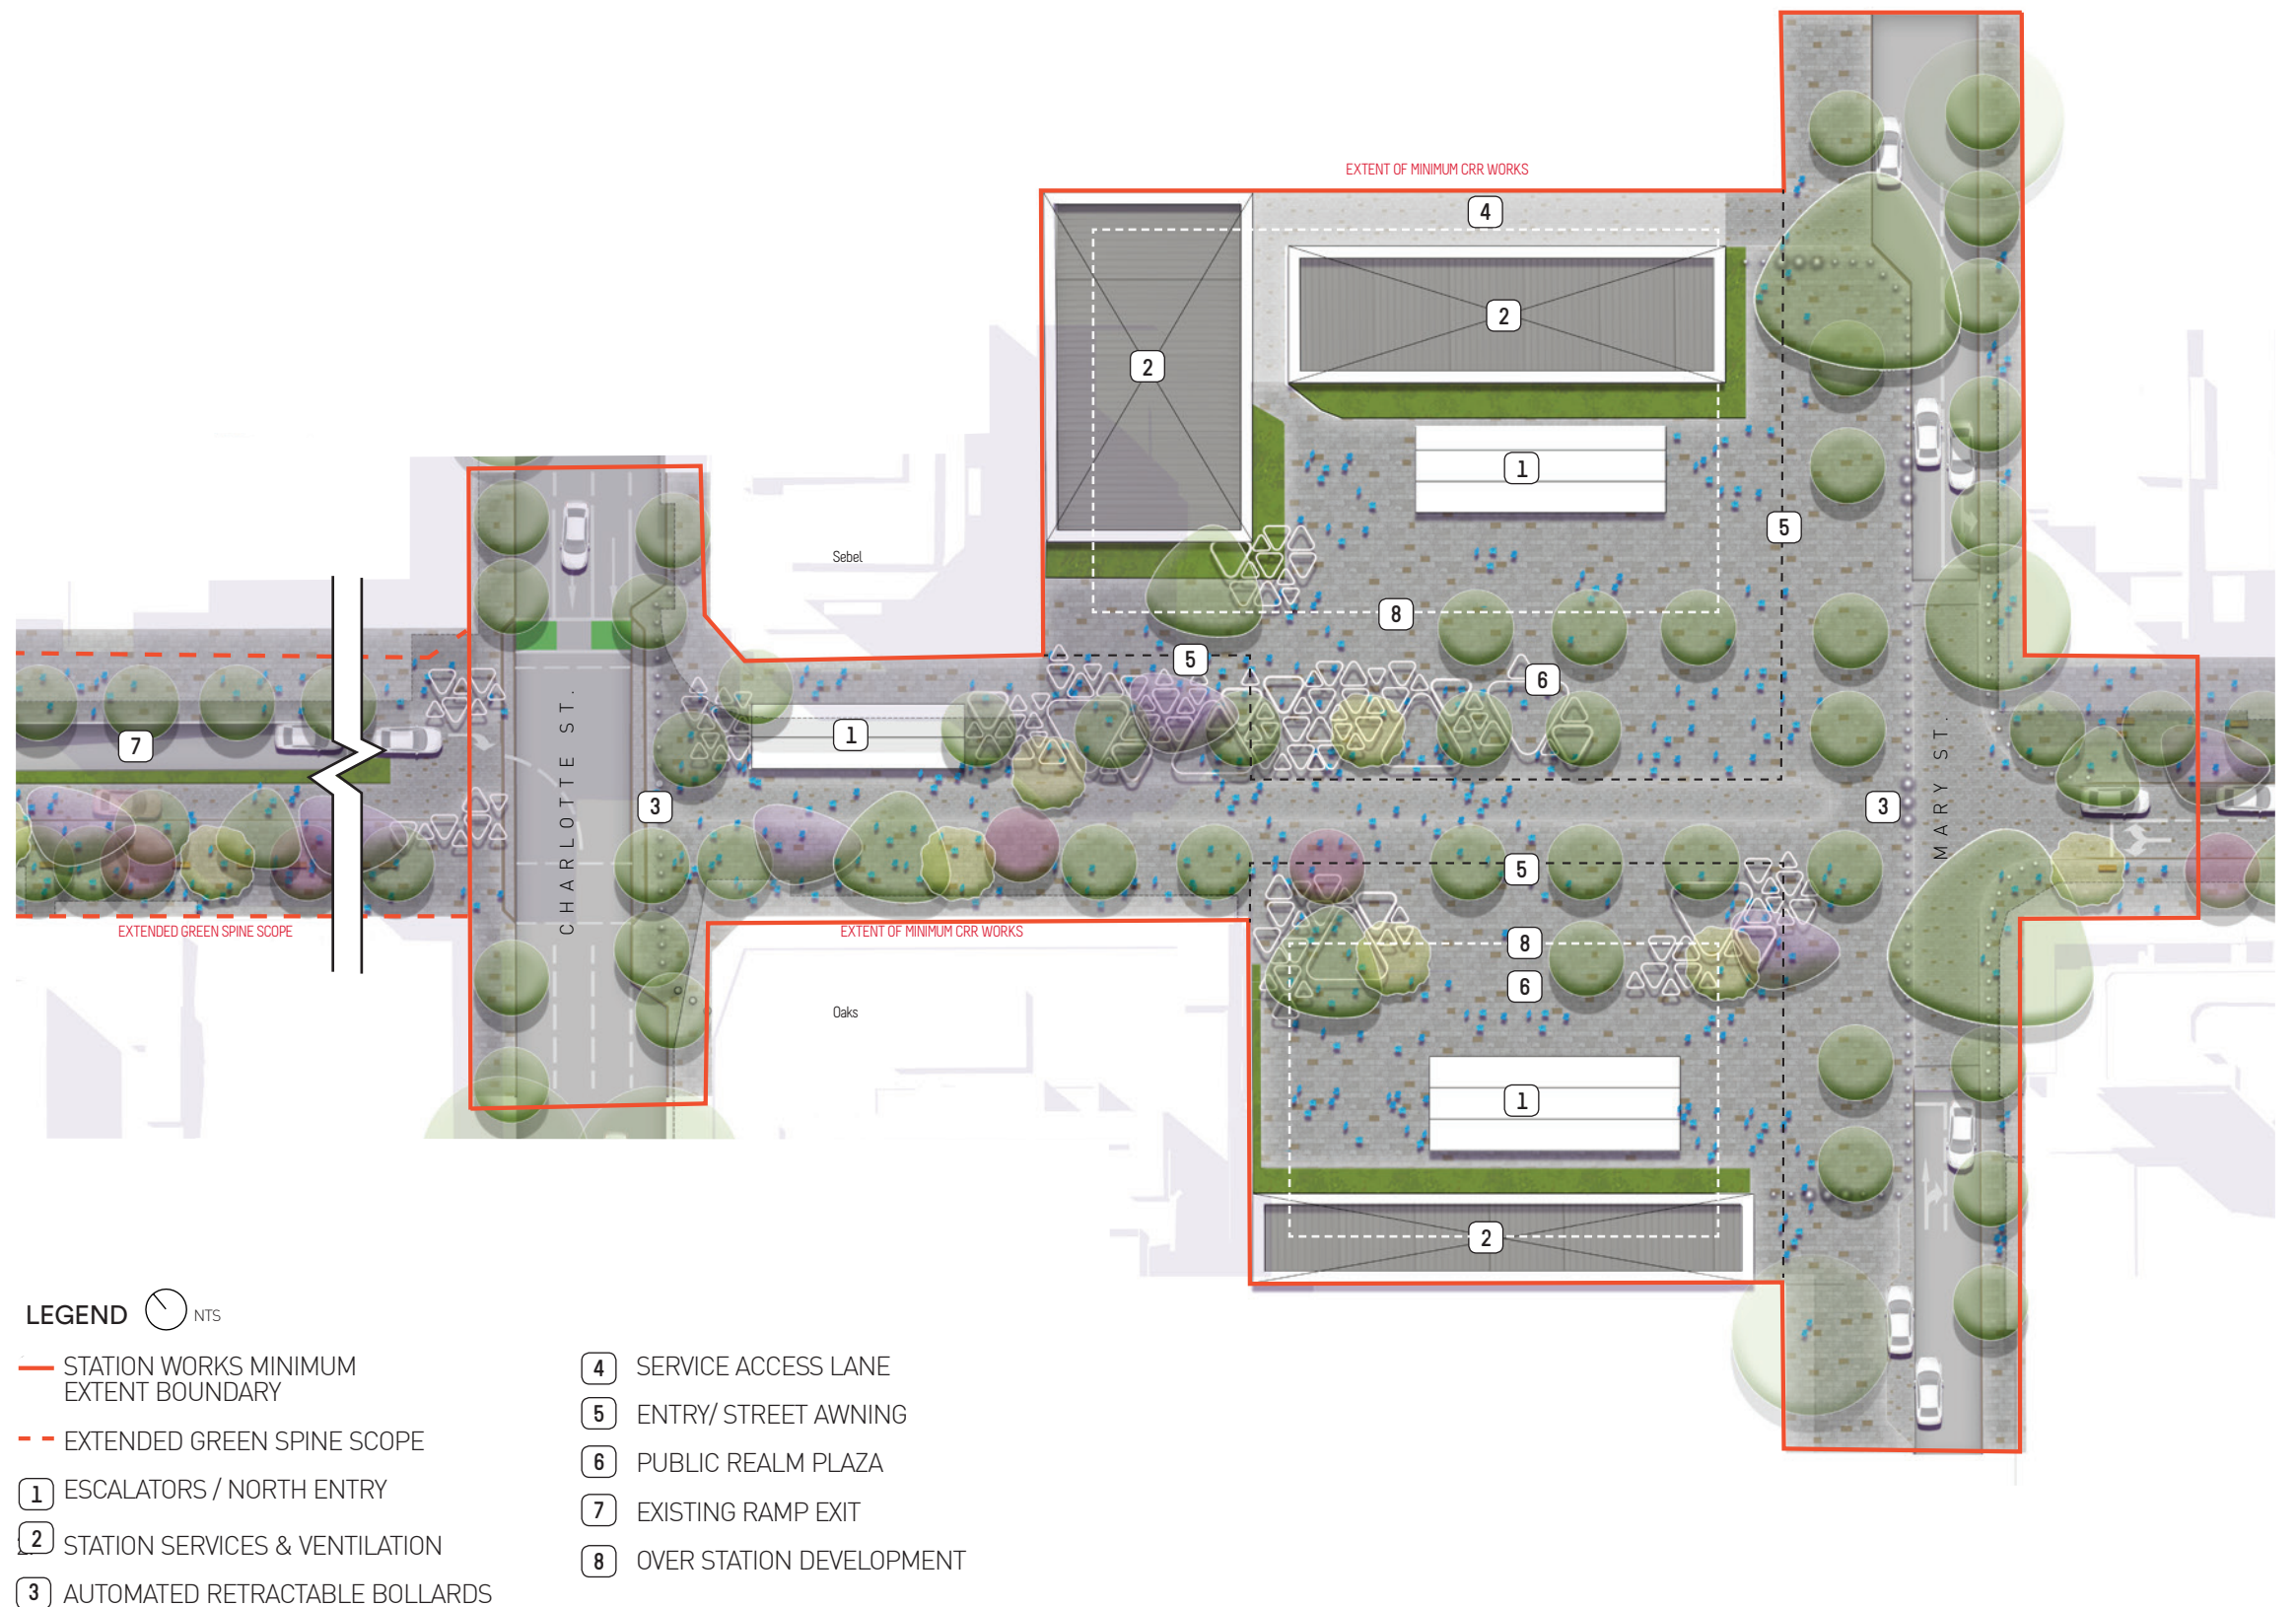 EXTENT OF MINIMUM CRR WORKS
4
2
2
1
5
Sebel
8
5
6
7
1
3
3
CHARLOTTE ST.
MARY ST.
5
EXTENDED GREEN SPINE SCOPE
EXTENT OF MINIMUM CRR WORKS
8
6
Oaks
1
2
LEGEND NTS
STATION WORKS MINIMUM
EXTENT BOUNDARY
EXTENDED GREEN SPINE SCOPE
1 ESCALATORS / NORTH ENTRY
2 STATION SERVICES & VENTILATION
3 AUTOMATED RETRACTABLE BOLLARDS
4 SERVICE ACCESS LANE
5 ENTRY/ STREET AWNING
6 PUBLIC REALM PLAZA
7 EXISTING RAMP EXIT
8 OVER STATION DEVELOPMENT